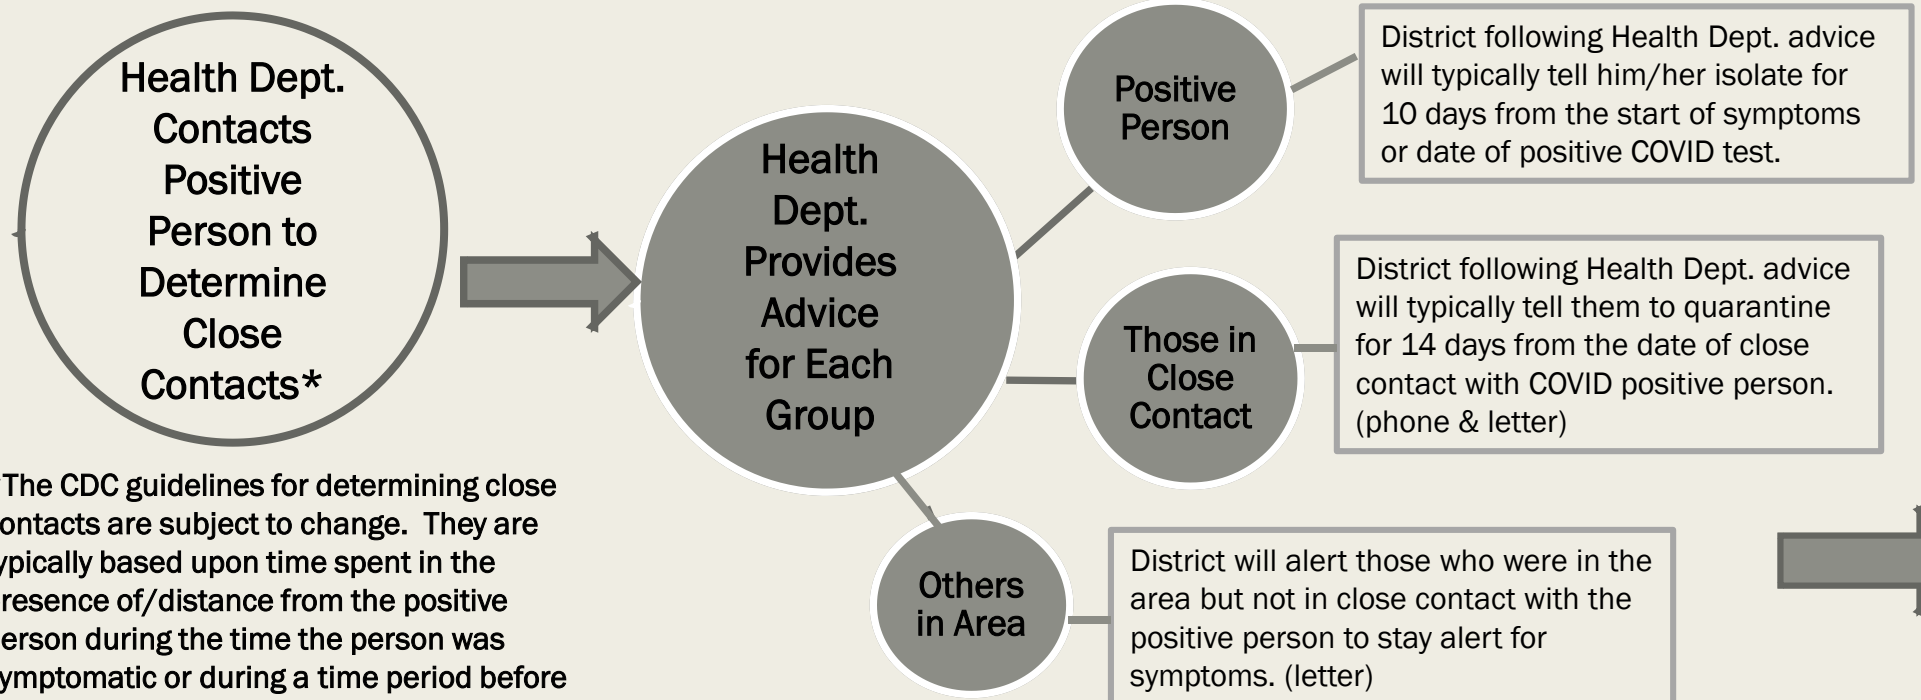 Health Dept.
Contacts
Positive
Person to
Determine
Close
Contacts*
The CDC guidelines for determining close
ontacts are subject to change. They are
ypically based upon time spent in the
resence of/distance from the positive
erson during the time the person was
ymptomatic or during a time period before
Health
Dept.
Provides
Advice
for Each
Group
Positive
Person
District following Health Dept. advice
will typically tell him/her isolate for
10 days from the start of symptoms
or date of positive COVID test.
Those in
Close
Contact
District following Health Dept. advice
will typically tell them to quarantine
for 14 days from the date of close
contact with COVID positive person.
(phone & letter)
Others
in Area
District will alert those who were in the
area but not in close contact with the
positive person to stay alert for
symptoms. (letter)